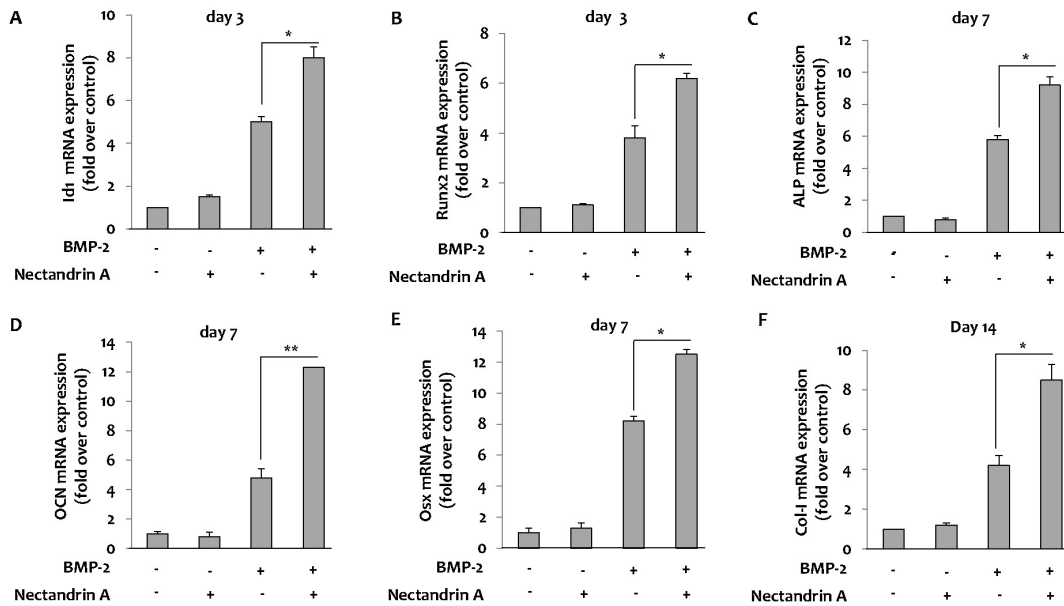 A
day 3
Id1 mRNA expression
(fold over control)
10
8
6
4
2
0
*
BMP-2 - - + +
Nectandrin A - + - +
B
day 3
Runx2 mRNA expression
(fold over control)
8
6
4
2
0
*
BMP-2 - - + +
Nectandrin A - + - +
C
day 7
ALP mRNA expression
(fold over control)
12
10
8
6
4
2
0
*
BMP-2 - - + +
Nectandrin A - + - +
D
day 7
OCN mRNA expression
(fold over control)
14
12
10
8
6
4
2
0
**
BMP-2 - - + +
Nectandrin A - + - +
E
day 7
Osx mRNA expression
(fold over control)
14
12
10
8
6
4
2
0
*
BMP-2 - - + +
Nectandrin A - + - +
F
Day 14
Col-I mRNA expression
(fold over control)
10
8
6
4
2
0
*
BMP-2 - - + +
Nectandrin A - + - +